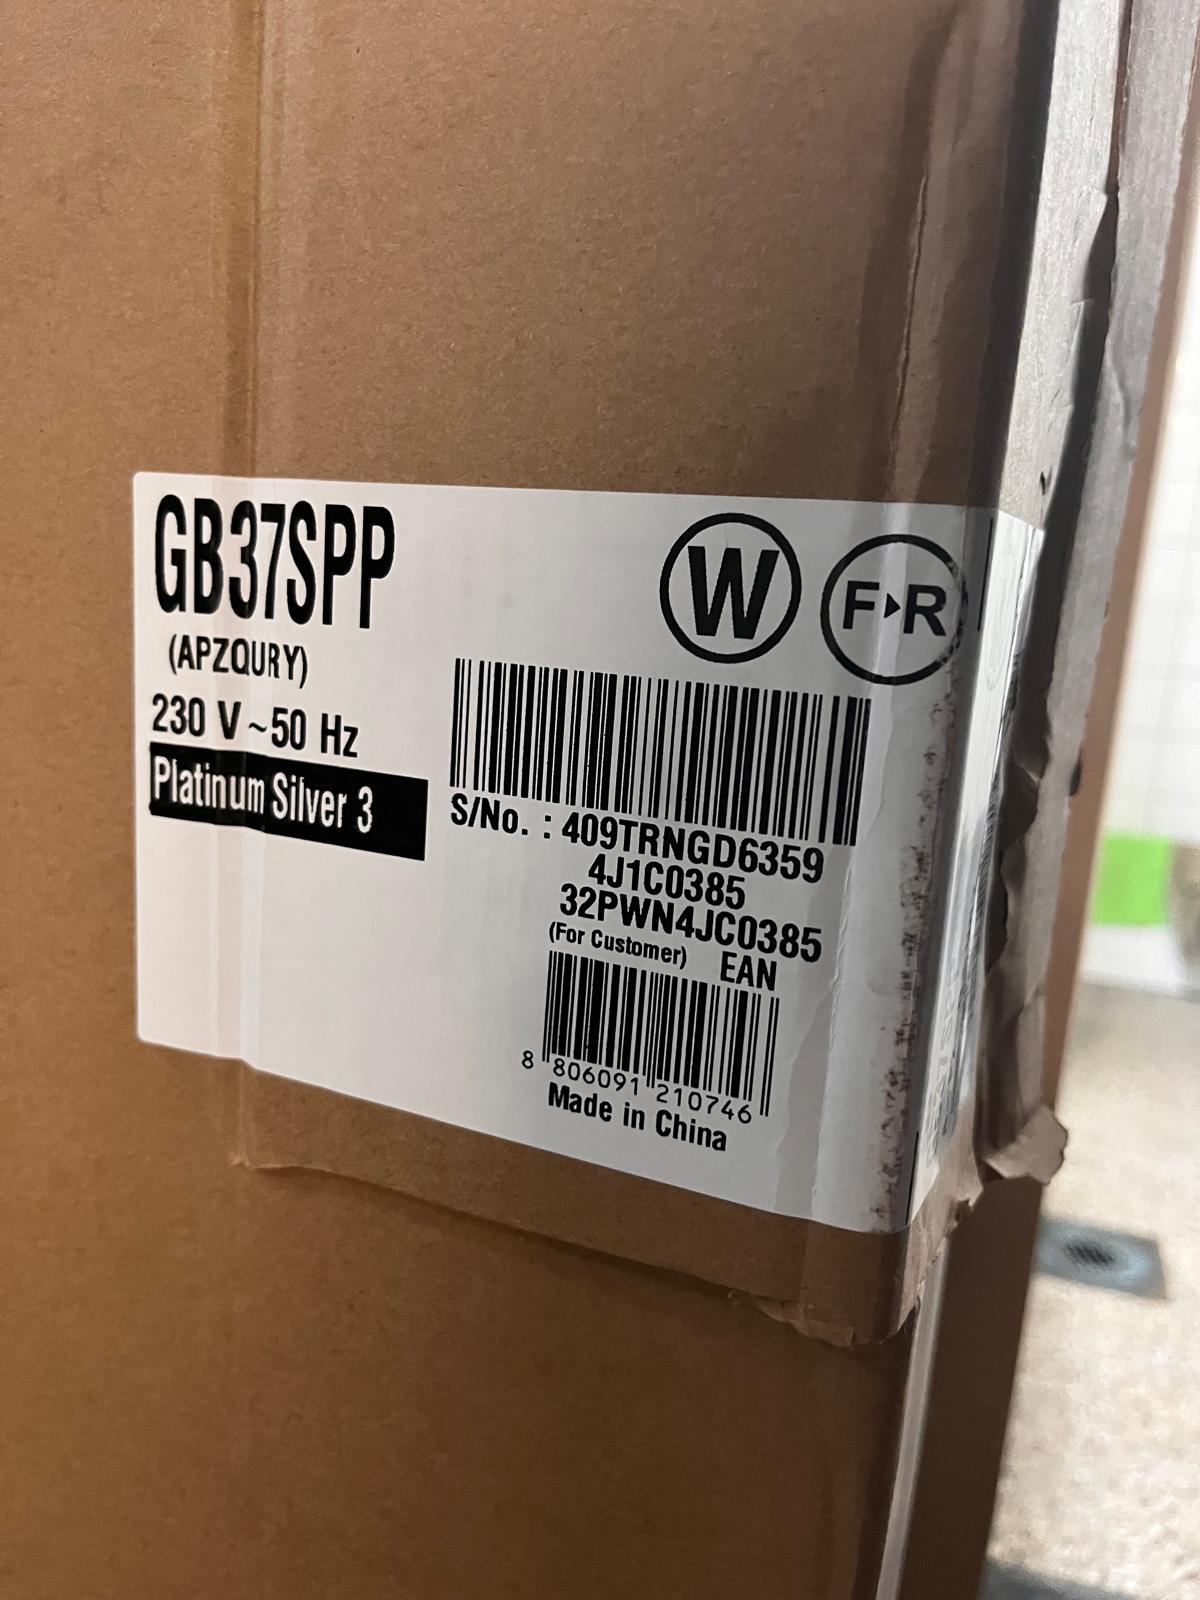 GB37SPP
(APZQURY)
230 V ~ 50 Hz
Platinum Silver 3
W
F▸R
S/No. : 409TRNGD6359
4J1C0385
32PWN4JC0385
(For Customer) EAN
8 806091 210746
Made in China